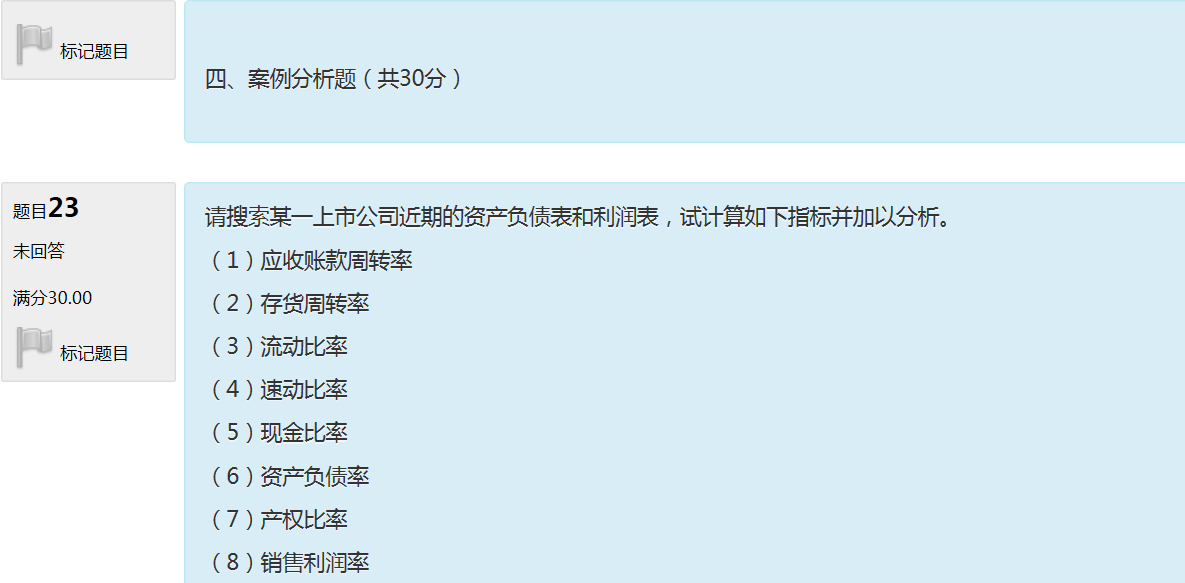 标记题目
四、案例分析题（共30分）
题目23
未回答
满分30.00
标记题目
请搜索某一上市公司近期的资产负债表和利润表，试计算如下指标并加以分析。
（1）应收账款周转率
（2）存货周转率
（3）流动比率
（4）速动比率
（5）现金比率
（6）资产负债率
（7）产权比率
（8）销售利润率